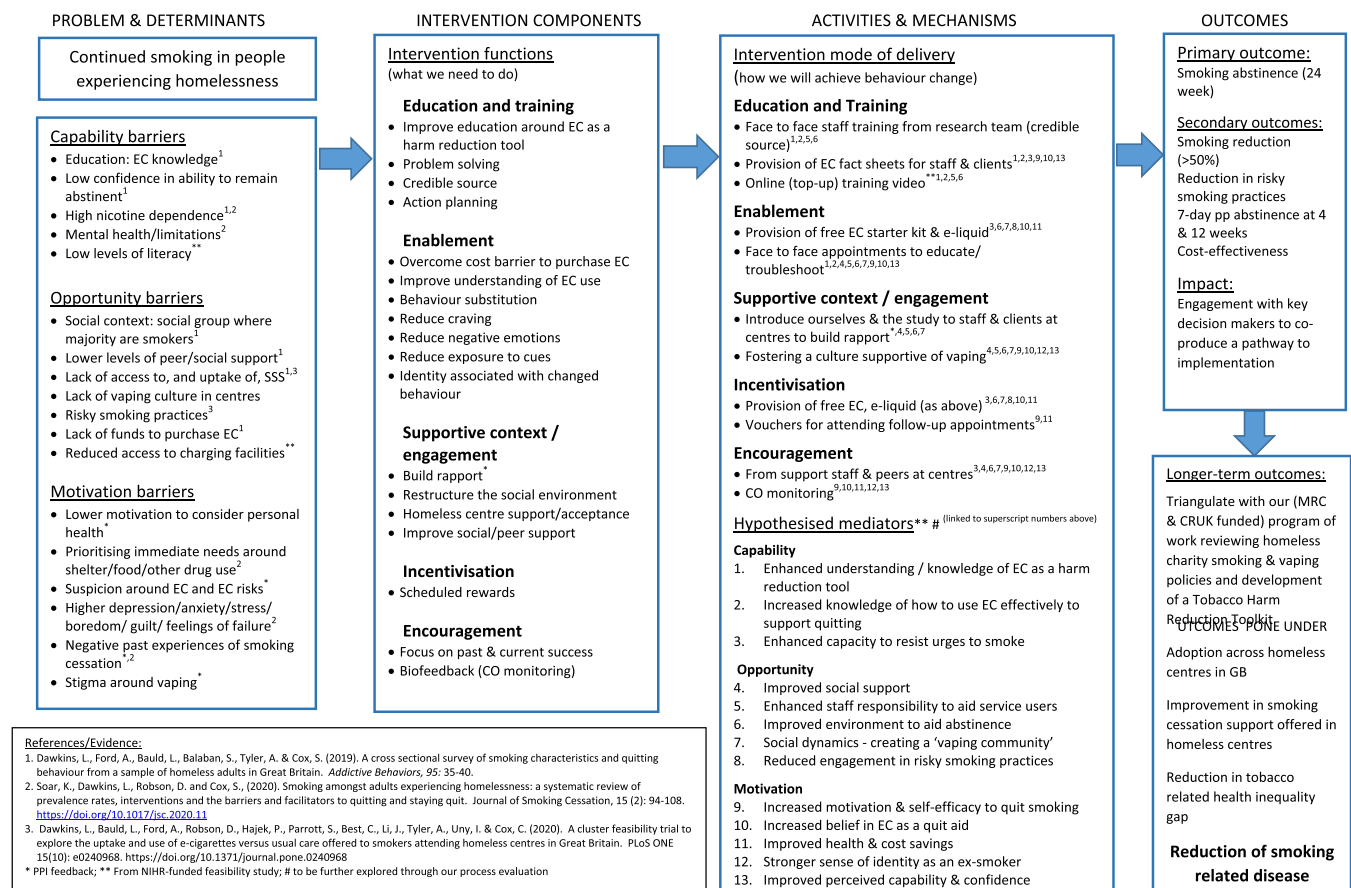 PROBLEM & DETERMINANTS
Continued smoking in people
experiencing homelessness
Capability barriers
• Education: EC knowledge1
• Low confidence in ability to remain
abstinent1
• High nicotine dependence1,2
• Mental health/limitations2
• Low levels of literacy**
Opportunity barriers
• Social context: social group where
majority are smokers1
• Lower levels of peer/social support1
• Lack of access to, and uptake of, SSS1,3
• Lack of vaping culture in centres
• Risky smoking practices3
• Lack of funds to purchase EC1
• Reduced access to charging facilities**
Motivation barriers
• Lower motivation to consider personal
health*
• Prioritising immediate needs around
shelter/food/other drug use2
• Suspicion around EC and EC risks*
• Higher depression/anxiety/stress/
boredom/ guilt/ feelings of failure2
• Negative past experiences of smoking
cessation*,2
• Stigma around vaping*
INTERVENTION COMPONENTS
Intervention functions
(what we need to do)
Education and training
• Improve education around EC as a
harm reduction tool
• Problem solving
• Credible source
• Action planning
Enablement
• Overcome cost barrier to purchase EC
• Improve understanding of EC use
• Behaviour substitution
• Reduce craving
• Reduce negative emotions
• Reduce exposure to cues
• Identity associated with changed
behaviour
Supportive context /
engagement
• Build rapport*
• Restructure the social environment
• Homeless centre support/acceptance
• Improve social/peer support
Incentivisation
• Scheduled rewards
Encouragement
• Focus on past & current success
• Biofeedback (CO monitoring)
ACTIVITIES & MECHANISMS
Intervention mode of delivery
(how we will achieve behaviour change)
Education and Training
• Face to face staff training from research team (credible
source)1,2,5,6
• Provision of EC fact sheets for staff & clients1,2,3,9,10,13
• Online (top-up) training video**1,2,5,6
Enablement
• Provision of free EC starter kit & e-liquid3,6,7,8,10,11
• Face to face appointments to educate/
troubleshoot1,2,4,5,6,7,9,10,13
Supportive context / engagement
• Introduce ourselves & the study to staff & clients at
centres to build rapport*,4,5,6,7
• Fostering a culture supportive of vaping4,5,6,7,9,10,12,13
Incentivisation
• Provision of free EC, e-liquid (as above) 3,6,7,8,10,11
• Vouchers for attending follow-up appointments9,11
Encouragement
• From support staff & peers at centres3,4,6,7,9,10,12,13
• CO monitoring9,10,11,12,13
Hypothesised mediators** # (linked to superscript numbers above)
Capability
1. Enhanced understanding / knowledge of EC as a harm
reduction tool
2. Increased knowledge of how to use EC effectively to
support quitting
3. Enhanced capacity to resist urges to smoke
Opportunity
4. Improved social support
5. Enhanced staff responsibility to aid service users
6. Improved environment to aid abstinence
7. Social dynamics - creating a ‘vaping community’
8. Reduced engagement in risky smoking practices
Motivation
9. Increased motivation & self-efficacy to quit smoking
10. Increased belief in EC as a quit aid
11. Improved health & cost savings
12. Stronger sense of identity as an ex-smoker
13. Improved perceived capability & confidence
OUTCOMES
Primary outcome:
Smoking abstinence (24
week)
Secondary outcomes:
Smoking reduction
(>50%)
Reduction in risky
smoking practices
7-day pp abstinence at 4
& 12 weeks
Cost-effectiveness
Impact:
Engagement with key
decision makers to co-
produce a pathway to
implementation
Longer-term outcomes:
Triangulate with our (MRC
& CRUK funded) program of
work reviewing homeless
charity smoking & vaping
policies and development
of a Tobacco Harm
Reduction Toolkit
UTCOMES PONE UNDER
Adoption across homeless
centres in GB
Improvement in smoking
cessation support offered in
homeless centres
Reduction in tobacco
related health inequality
gap
Reduction of smoking
related disease
References/Evidence:
1. Dawkins, L., Ford, A., Bauld, L., Balaban, S., Tyler, A. & Cox, S. (2019). A cross sectional survey of smoking characteristics and quitting
behaviour from a sample of homeless adults in Great Britain. Addictive Behaviors, 95: 35-40.
2. Soar, K., Dawkins, L., Robson, D. and Cox, S., (2020). Smoking amongst adults experiencing homelessness: a systematic review of
prevalence rates, interventions and the barriers and facilitators to quitting and staying quit. Journal of Smoking Cessation, 15 (2): 94-108.
https://doi.org/10.1017/jsc.2020.11
3. Dawkins, L., Bauld, L., Ford, A., Robson, D., Hajek, P., Parrott, S., Best, C., Li, J., Tyler, A., Uny, I. & Cox, C. (2020). A cluster feasibility trial to
explore the uptake and use of e-cigarettes versus usual care offered to smokers attending homeless centres in Great Britain. PLoS ONE
15(10): e0240968. https://doi.org/10.1371/journal.pone.0240968
* PPI feedback; ** From NIHR-funded feasibility study; # to be further explored through our process evaluation